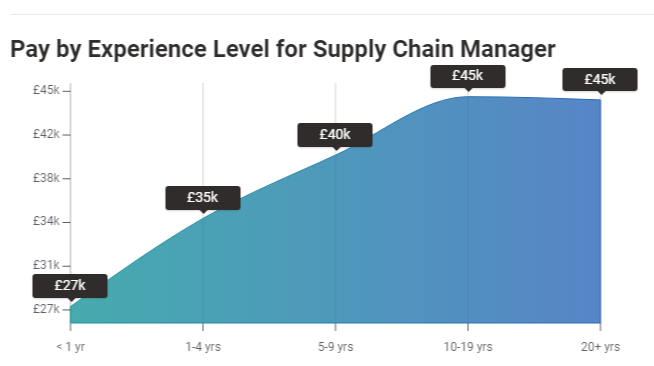 Pay by Experience Level for Supply Chain Manager
£45k
£45k
£45k
£42k
£40k
£38k
£35k
£34k
£31k
£27k
£27k
< 1 yr
1-4 yrs
5-9 yrs
10-19 yrs
20+ yrs